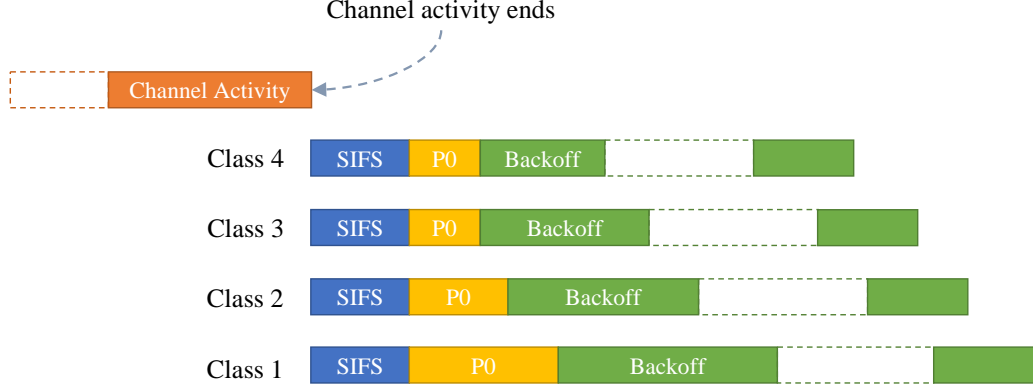 Channel activity ends
Channel Activity
Class 4 SIFS P0 Backoff
Class 3 SIFS P0 Backoff
Class 2 SIFS P0 Backoff
Class 1 SIFS P0 Backoff